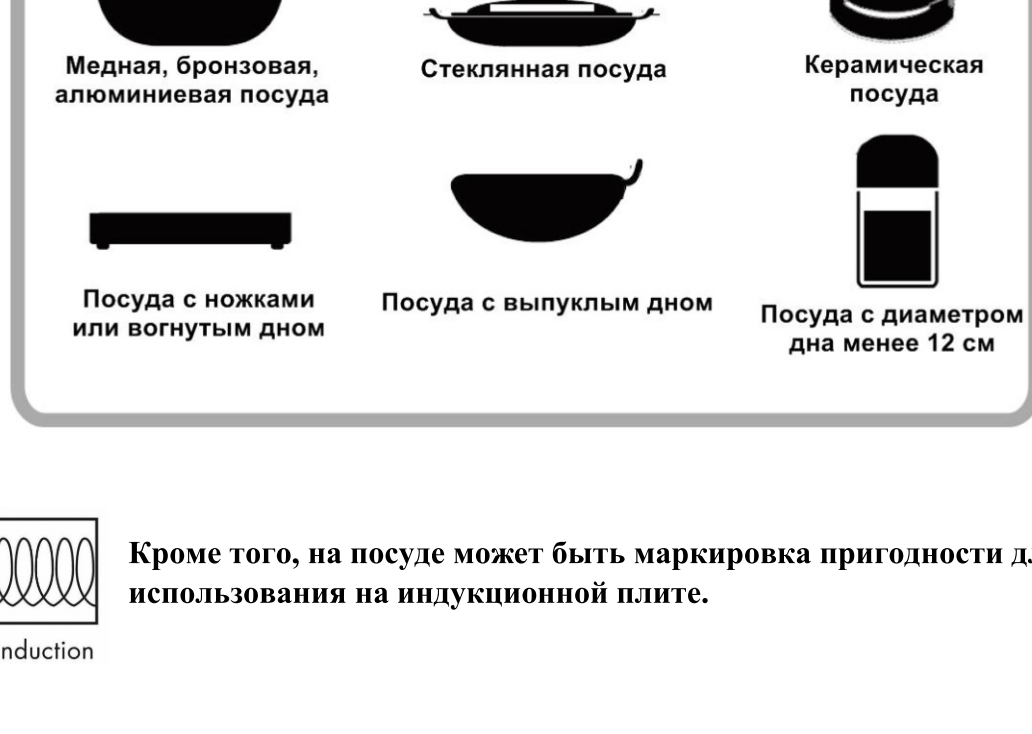 Медная, бронзовая,
алюминиевая посуда
Стеклянная посуда
Керамическая
посуда
Посуда с ножками
или вогнутым дном
Посуда с выпуклым дном
Посуда с диаметром
дна менее 12 см
Кроме того, на посуде может быть маркировка пригодности
использования на индукционной плите.
nduction